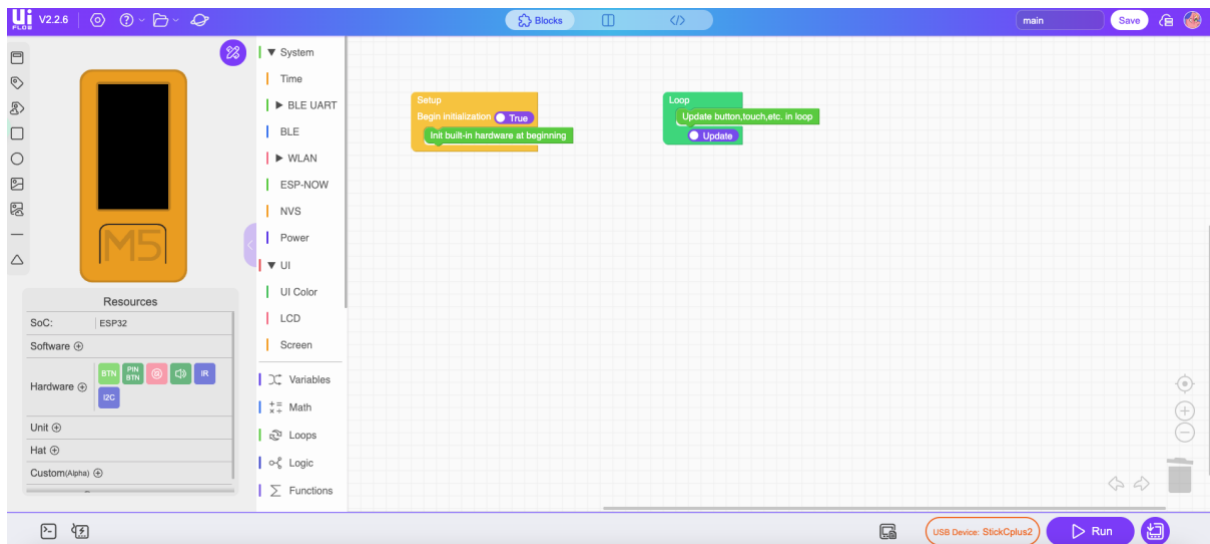 Ui FLOW V2.2.6
Blocks
</>
main
Save
M5
Resources
SoC: ESP32
Software
Hardware
BTN PIN BTN IR
I2C
Unit
Hat
Custom(Alpha)
System
Time
BLE UART
BLE
WLAN
ESP-NOW
NVS
Power
UI
UI Color
LCD
Screen
Variables
Math
Loops
Logic
Functions
Setup
Begin initialization True
Init built-in hardware at beginning
Loop
Update button,touch,etc. in loop
Update
USB Device: StickCplus2
Run